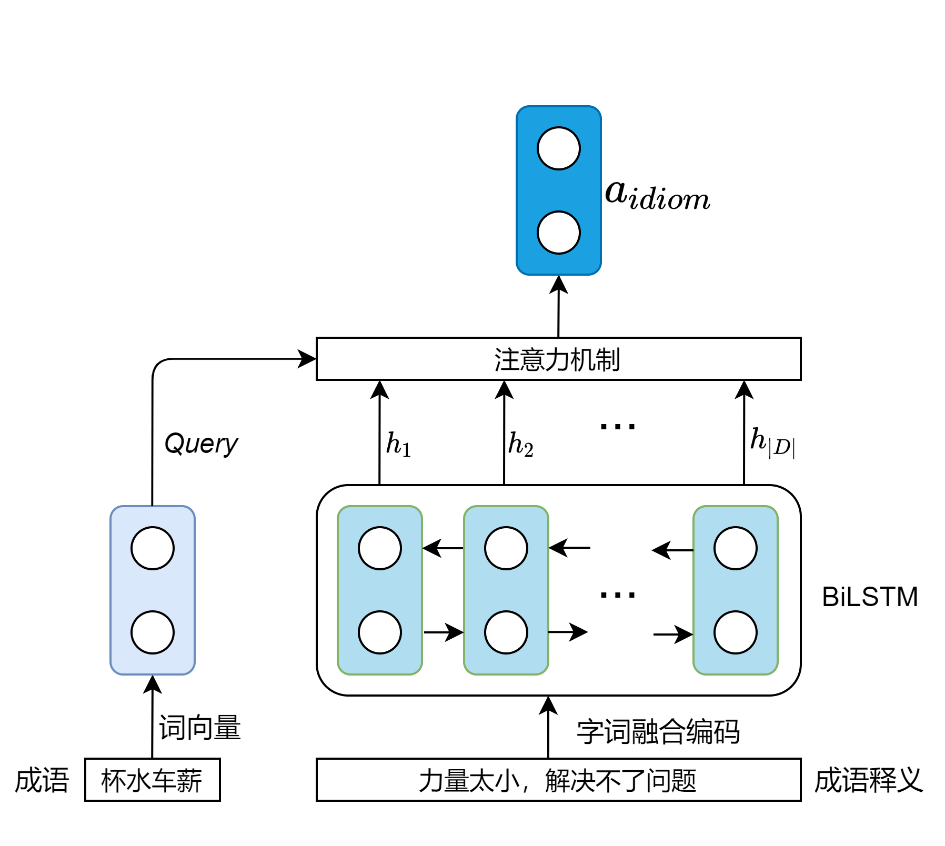 a_{idiom}
注意力机制
Query
h_1
h_2
...
h_{|D|}
...
BiLSTM
词向量
字词融合编码
成语
杯水车薪
力量太小，解决不了问题
成语释义